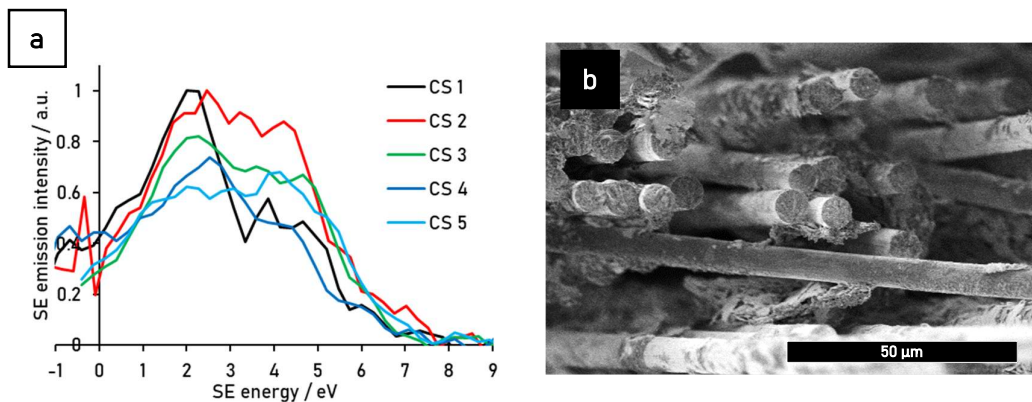 a
SE emission intensity / a.u.
1
0.8
0.6
0.4
0.2
0
-1 0 1 2 3 4 5 6 7 8 9
SE energy / eV
CS 1
CS 2
CS 3
CS 4
CS 5
b
50 µm